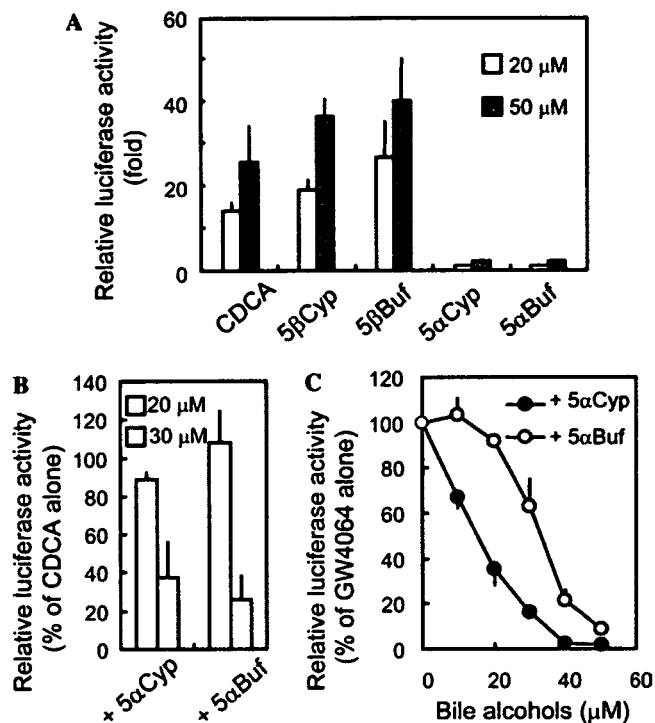 A
Relative luciferase activity
(fold)
60
40
20
0
20 μM
50 μM
CDCA
5βCyp
5βBuf
5αCyp
5αBuf
B
Relative luciferase activity
(% of CDCA alone)
140
120
100
80
60
40
20
0
20 μM
30 μM
+ 5αCyp
+ 5αBuf
C
Relative luciferase activity
(% of GW4064 alone)
120
100
80
60
40
20
0
+ 5αCyp
+ 5αBuf
0 20 40 60
Bile alcohols (μM)